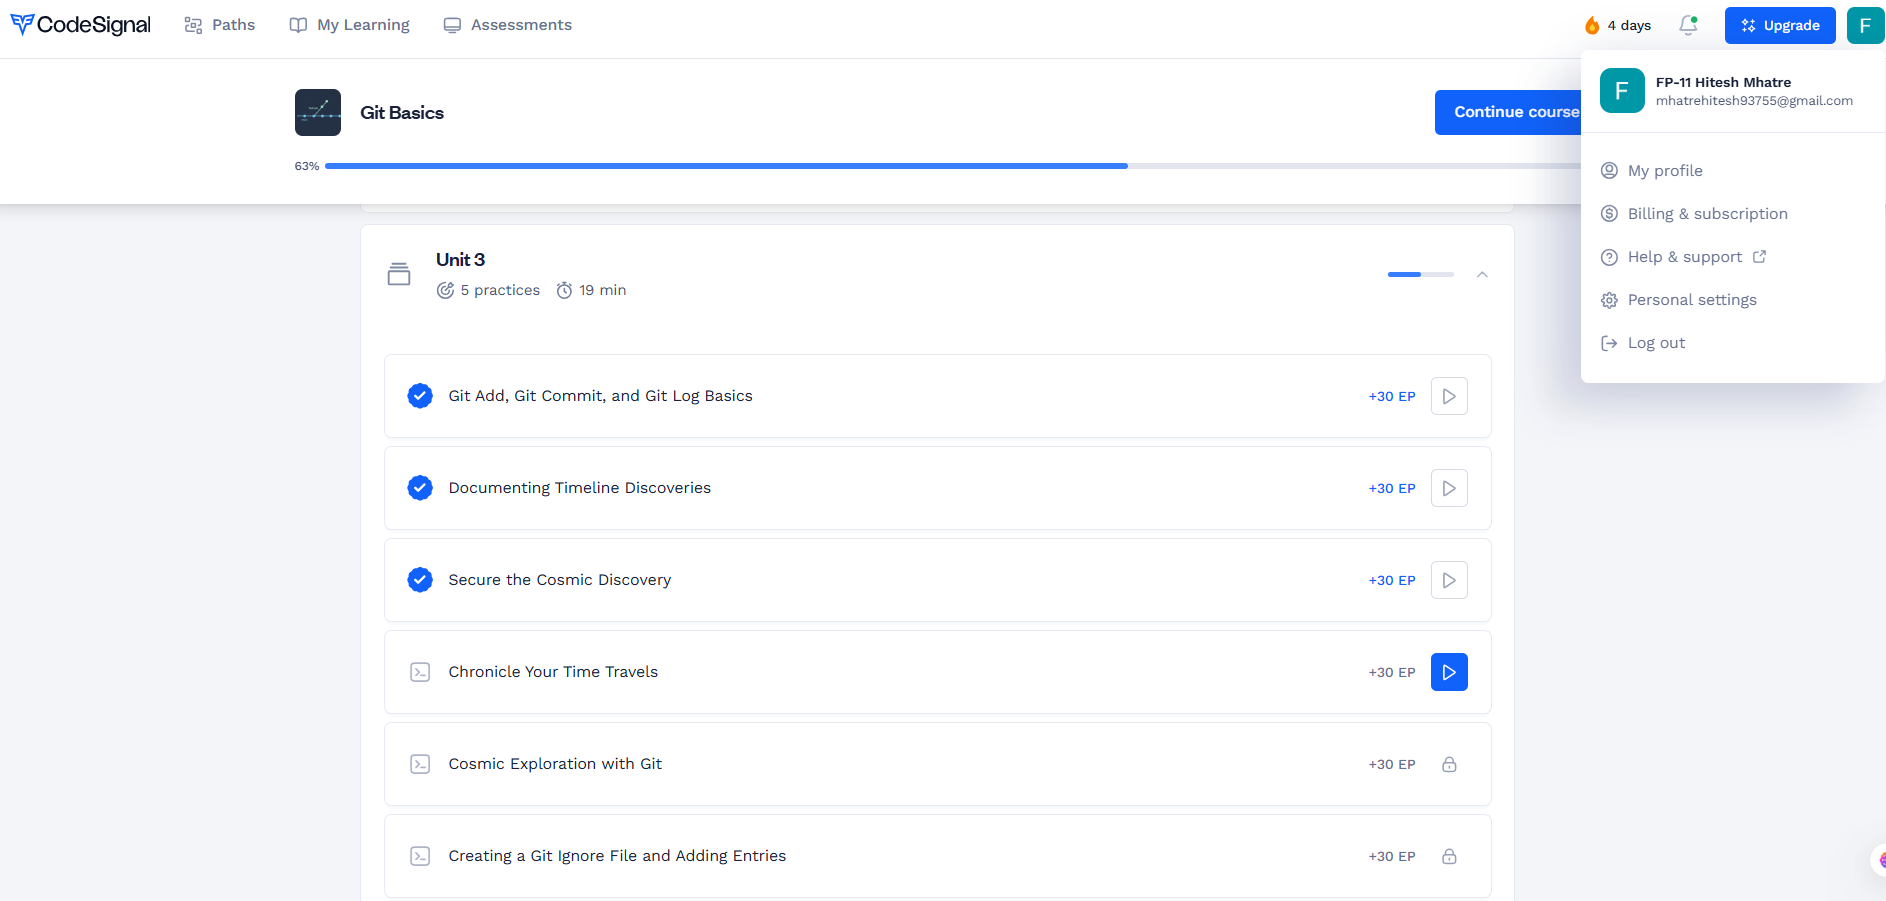 CodeSignal
Paths
My Learning
Assessments
4 days
Upgrade
F
F
FP-11 Hitesh Mhatre
mhatrehitesh93755@gmail.com
My profile
Billing & subscription
Help & support
Personal settings
Log out
Git Basics
Continue course
63%
Unit 3
5 practices
19 min
Git Add, Git Commit, and Git Log Basics
+30 EP
Documenting Timeline Discoveries
+30 EP
Secure the Cosmic Discovery
+30 EP
Chronicle Your Time Travels
+30 EP
Cosmic Exploration with Git
+30 EP
Creating a Git Ignore File and Adding Entries
+30 EP